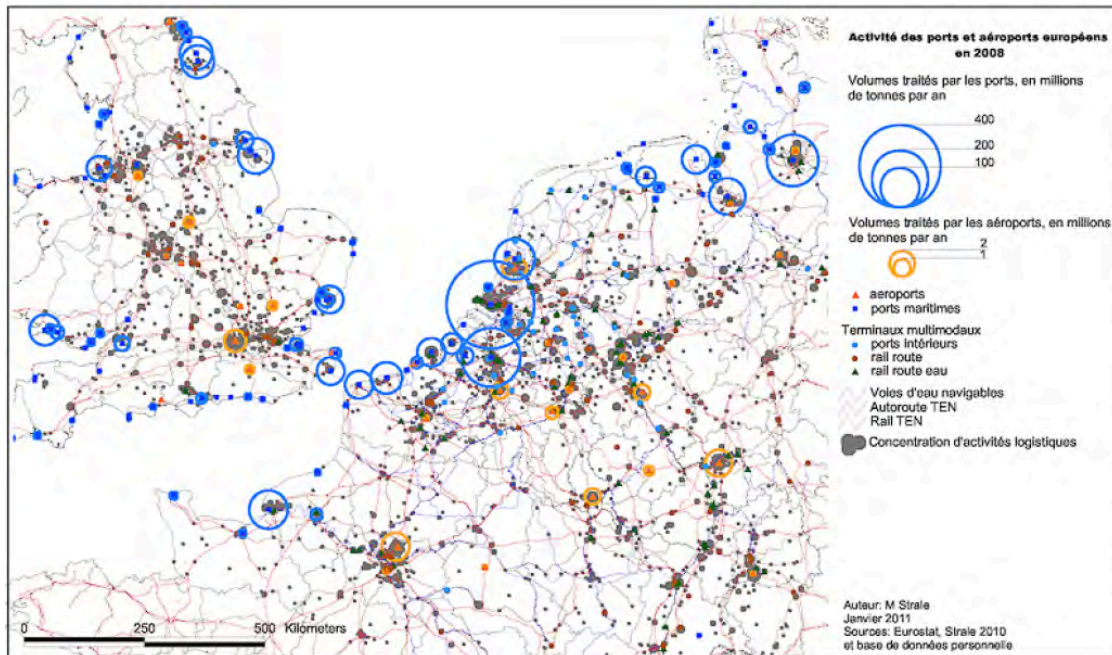 Activité des ports et aéroports européens
en 2008
Volumes traités par les ports, en millions
de tonnes par an
400
200
100
Volumes traités par les aéroports, en millions
de tonnes par an
2
1
aeroports
ports maritimes
Terminaux multimodaux
ports intérieurs
rail route
rail route eau
Voies d'eau navigables
Autoroute TEN
Rail TEN
Concentration d'activités logistiques
Auteur: M Strale
Janvier 2011
Sources: Eurostat, Strale 2010
et base de données personnelle
0 250 500 Kilometers